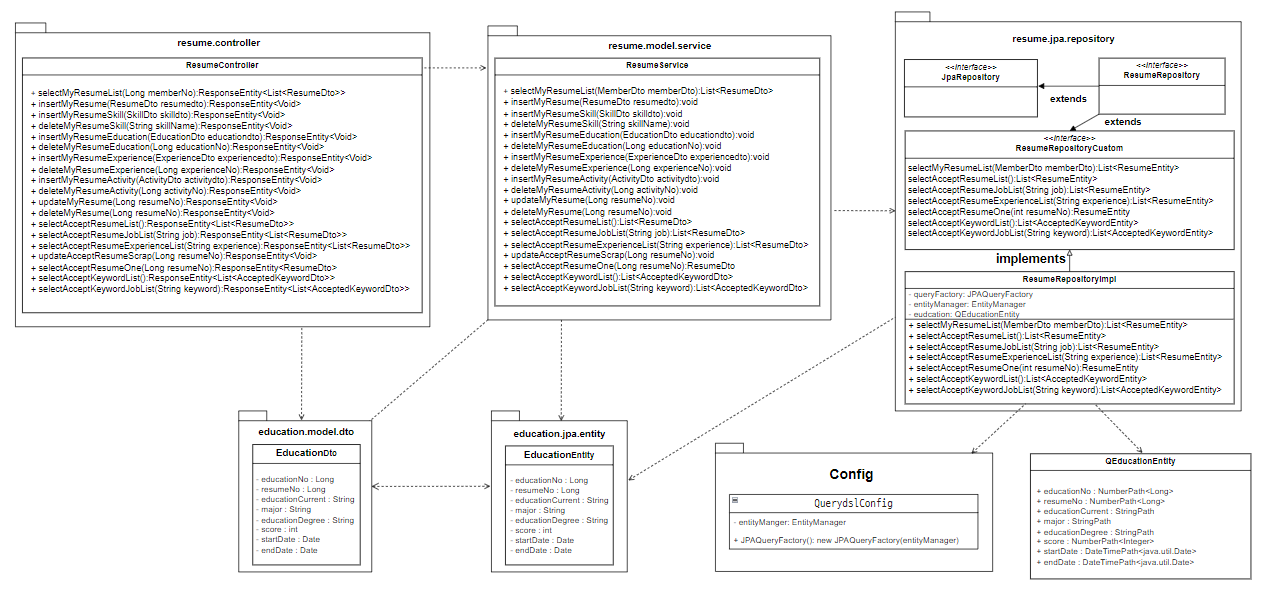 resume.controller
ResumeController
+ selectMyResumeList(Long memberNo):ResponseEntity<List<ResumeDto>>
+ insertMyResume(ResumeDto resumedto):ResponseEntity<Void>
+ insertMyResumeSkill(SkillDto skilldto):ResponseEntity<Void>
+ deleteMyResumeSkill(String skillName):ResponseEntity<Void>
+ insertMyResumeEducation(EducationDto educationdto):ResponseEntity<Void>
+ deleteMyResumeEducation(Long educationNo):ResponseEntity<Void>
+ insertMyResumeExperience(ExperienceDto experiencedto):ResponseEntity<Void>
+ deleteMyResumeExperience(Long experienceNo):ResponseEntity<Void>
+ insertMyResumeActivity(ActivityDto activitydto):ResponseEntity<Void>
+ deleteMyResumeActivity(Long activityNo):ResponseEntity<Void>
+ updateMyResume(Long resumeNo):ResponseEntity<Void>
+ deleteMyResume(Long resumeNo):ResponseEntity<Void>
+ selectAcceptResumeList():ResponseEntity<List<ResumeDto>>
+ selectAcceptResumeJobList(String job):ResponseEntity<List<ResumeDto>>
+ selectAcceptResumeExperienceList(String experience):ResponseEntity<List<ResumeDto>>
+ updateAcceptResumeScrap(Long resumeNo):ResponseEntity<Void>
+ selectAcceptResumeOne(Long resumeNo):ResponseEntity<ResumeDto>
+ selectAcceptKeywordList():ResponseEntity<List<AcceptedKeywordDto>>
+ selectAcceptKeywordJobList(String keyword):ResponseEntity<List<AcceptedKeywordDto>>
resume.model.service
ResumeService
+ selectMyResumeList(MemberDto memberDto):List<ResumeDto>
+ insertMyResume(ResumeDto resumedto):void
+ insertMyResumeSkill(SkillDto skilldto):void
+ deleteMyResumeSkill(String skillName):void
+ insertMyResumeEducation(EducationDto educationdto):void
+ deleteMyResumeEducation(Long educationNo):void
+ insertMyResumeExperience(ExperienceDto experiencedto):void
+ deleteMyResumeExperience(Long experienceNo):void
+ insertMyResumeActivity(ActivityDto activitydto):void
+ deleteMyResumeActivity(Long activityNo):void
+ updateMyResume(Long resumeNo):void
+ deleteMyResume(Long resumeNo):void
+ selectAcceptResumeList():List<ResumeDto>
+ selectAcceptResumeJobList(String job):List<ResumeDto>
+ selectAcceptResumeExperienceList(String experience):List<ResumeDto>
+ updateAcceptResumeScrap(Long resumeNo):void
+ selectAcceptResumeOne(Long resumeNo):ResumeDto
+ selectAcceptKeywordList():List<AcceptedKeywordDto>
+ selectAcceptKeywordJobList(String keyword):List<AcceptedKeywordDto>
resume.jpa.repository
<<Interface>>
JpaRepository
<<Interface>>
ResumeRepository
extends
extends
<<Interface>>
ResumeRepositoryCustom
selectMyResumeList(MemberDto memberDto):List<ResumeEntity>
selectAcceptResumeList():List<ResumeEntity>
selectAcceptResumeJobList(String job):List<ResumeEntity>
selectAcceptResumeExperienceList(String experience):List<ResumeEntity>
selectAcceptResumeOne(int resumeNo):ResumeEntity
selectAcceptKeywordList():List<AcceptedKeywordEntity>
selectAcceptKeywordJobList(String keyword):List<AcceptedKeywordEntity>
implements
ResumeRepositoryImpl
- queryFactory: JPAQueryFactory
- entityManager: EntityManager
- eudcation: QEducationEntity
+ selectMyResumeList(MemberDto memberDto):List<ResumeEntity>
+ selectAcceptResumeList():List<ResumeEntity>
+ selectAcceptResumeJobList(String job):List<ResumeEntity>
+ selectAcceptResumeExperienceList(String experience):List<ResumeEntity>
+ selectAcceptResumeOne(int resumeNo):ResumeEntity
+ selectAcceptKeywordList():List<AcceptedKeywordEntity>
+ selectAcceptKeywordJobList(String keyword):List<AcceptedKeywordEntity>
education.model.dto
EducationDto
- educationNo : Long
- resumeNo : Long
- educationCurrent : String
- major : String
- educationDegree : String
- score : int
- startDate : Date
- endDate : Date
education.jpa.entity
EducationEntity
- educationNo : Long
- resumeNo : Long
- educationCurrent : String
- major : String
- educationDegree : String
- score : int
- startDate : Date
- endDate : Date
Config
QuerydslConfig
- entityManger: EntityManager
+ JPAQueryFactory(): new JPAQueryFactory(entityManager)
QEducationEntity
+ educationNo : NumberPath<Long>
+ resumeNo : NumberPath<Long>
+ educationCurrent : StringPath
+ major : StringPath
+ educationDegree : StringPath
+ score : NumberPath<Integer>
+ startDate : DateTimePath<java.util.Date>
+ endDate : DateTimePath<java.util.Date>